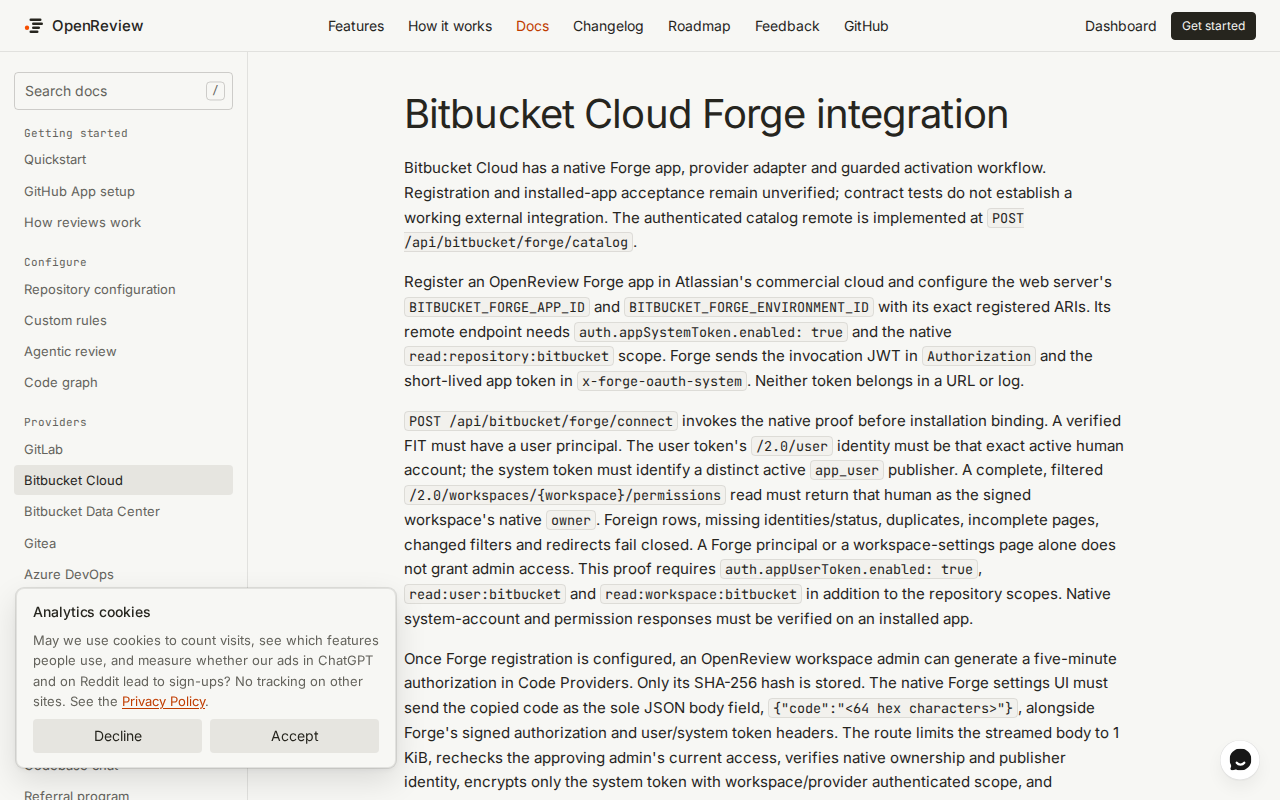 OpenReview
Features
How it works
Docs
Changelog
Roadmap
Feedback
GitHub
Dashboard
Get started
Search docs
/
Getting started
Quickstart
GitHub App setup
How reviews work
Configure
Repository configuration
Custom rules
Agentic review
Code graph
Providers
GitLab
Bitbucket Cloud
Bitbucket Data Center
Gitea
Azure DevOps
Referral program
Analytics cookies
May we use cookies to count visits, see which features
people use, and measure whether our ads in ChatGPT
and on Reddit lead to sign-ups? No tracking on other
sites. See the Privacy Policy.
Decline
Accept
Bitbucket Cloud Forge integration
Bitbucket Cloud has a native Forge app, provider adapter and guarded activation workflow.
Registration and installed-app acceptance remain unverified; contract tests do not establish a
working external integration. The authenticated catalog remote is implemented at POST
/api/bitbucket/forge/catalog.
Register an OpenReview Forge app in Atlassian's commercial cloud and configure the web server's
BITBUCKET_FORGE_APP_ID and BITBUCKET_FORGE_ENVIRONMENT_ID with its exact registered ARIs. Its
remote endpoint needs auth.appSystemToken.enabled: true and the native
read:repository:bitbucket scope. Forge sends the invocation JWT in Authorization and the
short-lived app token in x-forge-oauth-system. Neither token belongs in a URL or log.
POST /api/bitbucket/forge/connect invokes the native proof before installation binding. A verified
FIT must have a user principal. The user token's /2.0/user identity must be that exact active human
account; the system token must identify a distinct active app_user publisher. A complete, filtered
/2.0/workspaces/{workspace}/permissions read must return that human as the signed
workspace's native owner. Foreign rows, missing identities/status, duplicates, incomplete pages,
changed filters and redirects fail closed. A Forge principal or a workspace-settings page alone does
not grant admin access. This proof requires auth.appUserToken.enabled: true,
read:user:bitbucket and read:workspace:bitbucket in addition to the repository scopes. Native
system-account and permission responses must be verified on an installed app.
Once Forge registration is configured, an OpenReview workspace admin can generate a five-minute
authorization in Code Providers. Only its SHA-256 hash is stored. The native Forge settings UI must
send the copied code as the sole JSON body field, {"code":"<64 hex characters>"}, alongside
Forge's signed authorization and user/system token headers. The route limits the streamed body to 1
KiB, rechecks the approving admin's current access, verifies native ownership and publisher
identity, encrypts only the system token with workspace/provider authenticated scope, and